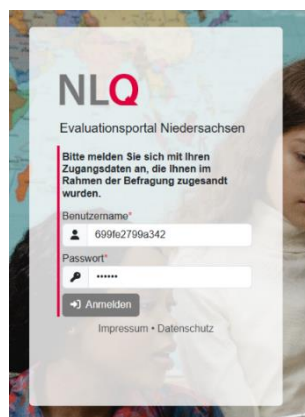 NLQ
Evaluationsportal Niedersachsen
Bitte melden Sie sich mit Ihren
Zugangsdaten an, die Ihnen im
Rahmen der Befragung zugesandt
wurden.
Benutzername*
699fe2799a342
Passwort*
••••••
Anmelden
Impressum • Datenschutz